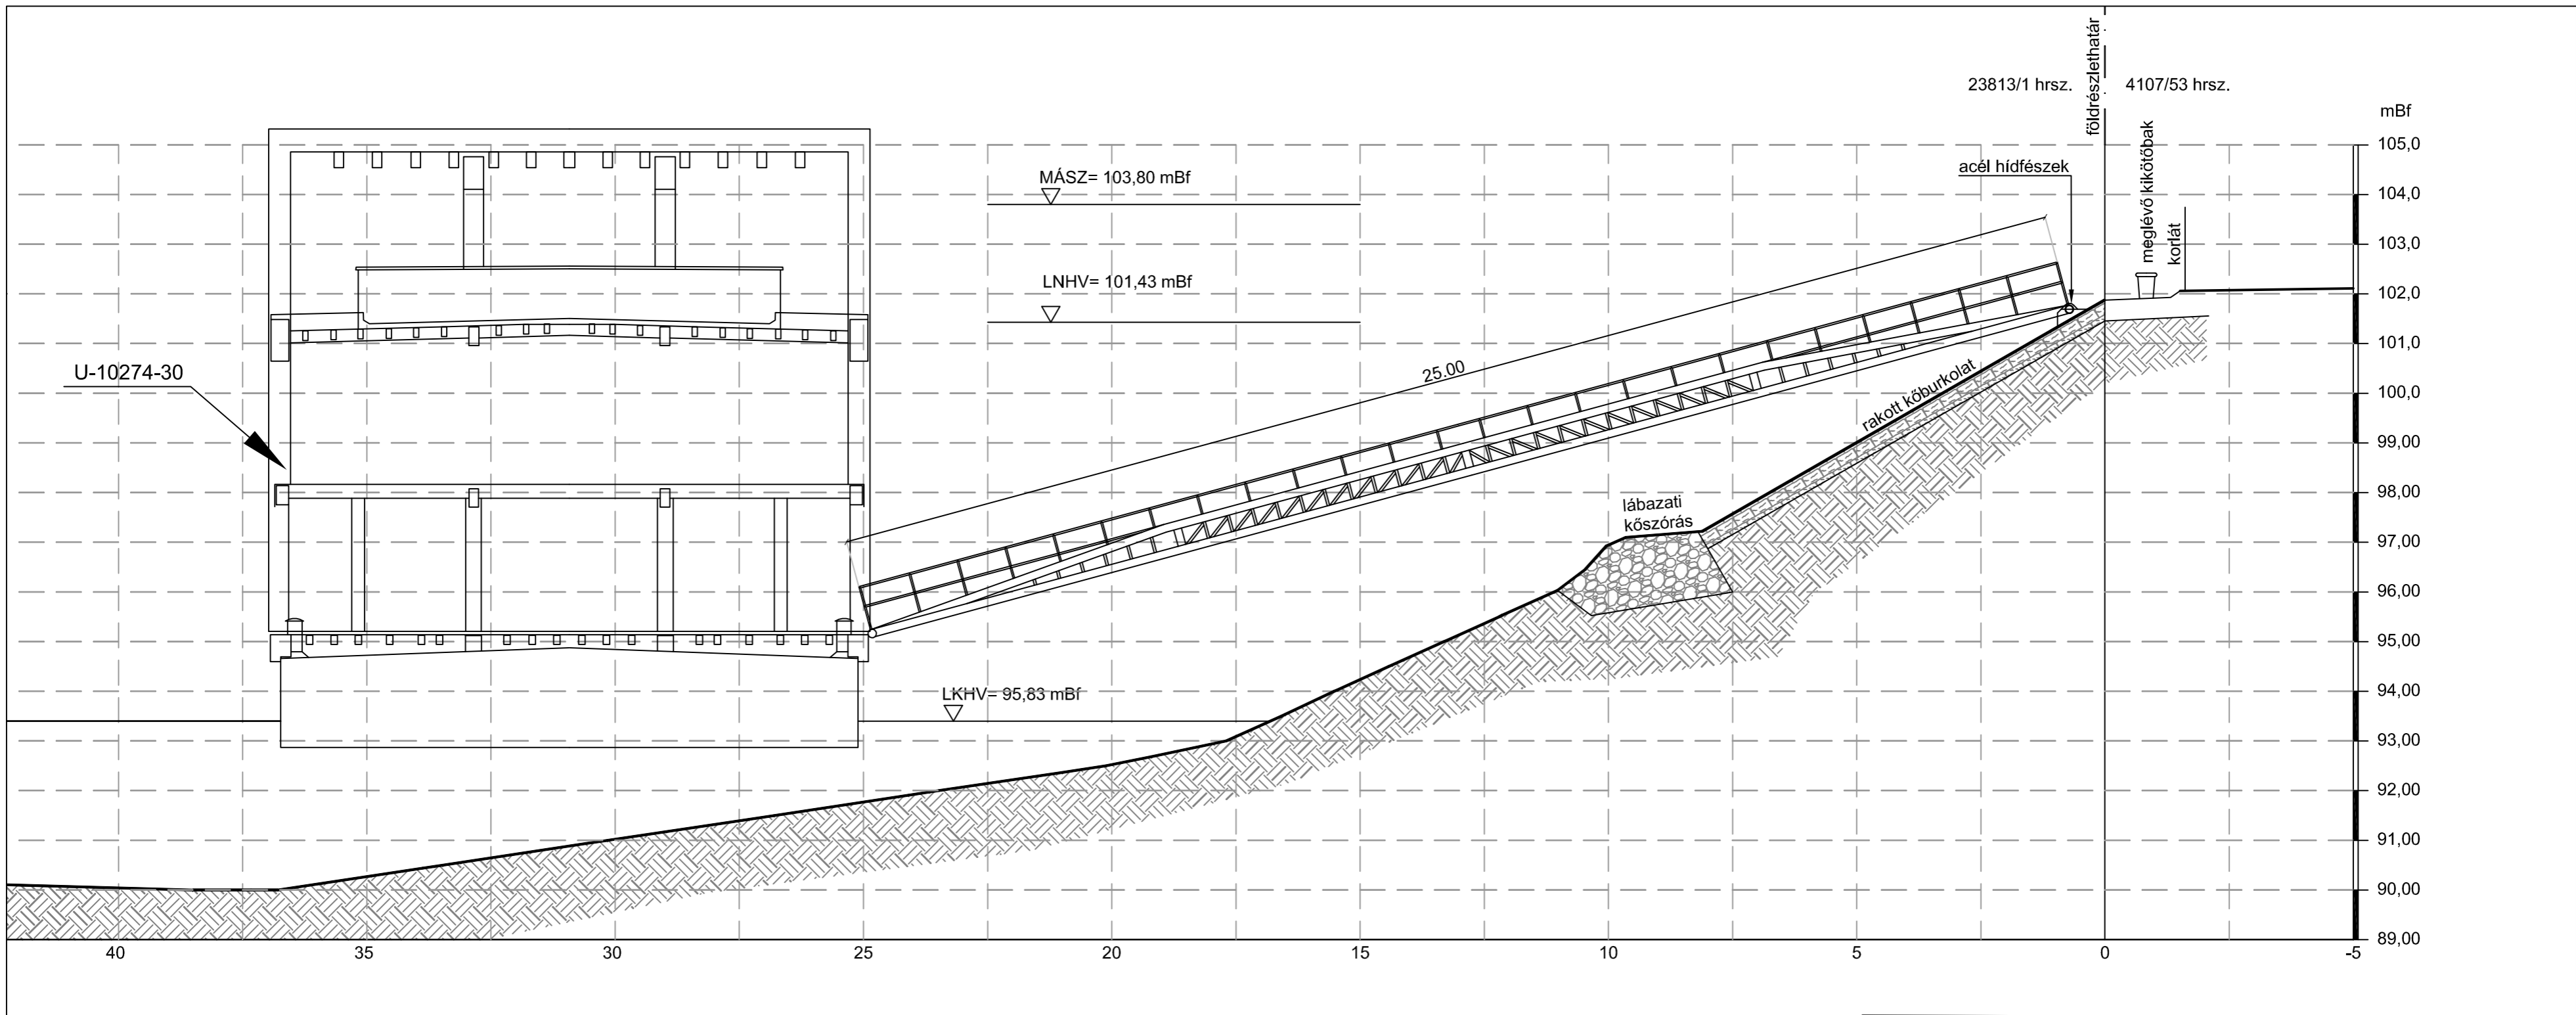 földrészlethatár
23813/1 hrsz.
4107/53 hrsz.
mBf
105,0
104,0
103,0
102,0
101,0
100,0
99,00
98,00
97,00
96,00
95,00
94,00
93,00
92,00
91,00
90,00
89,00
meglévő kikötőbak
korlát
acél hídfészek
MÁSZ= 103,80 mBf
LNHV= 101,43 mBf
25.00
U-10274-30
rakott kőburkolat
lábazati
kőszórás
LKHV= 95,83 mBf
40
35
30
25
20
15
10
5
0
-5